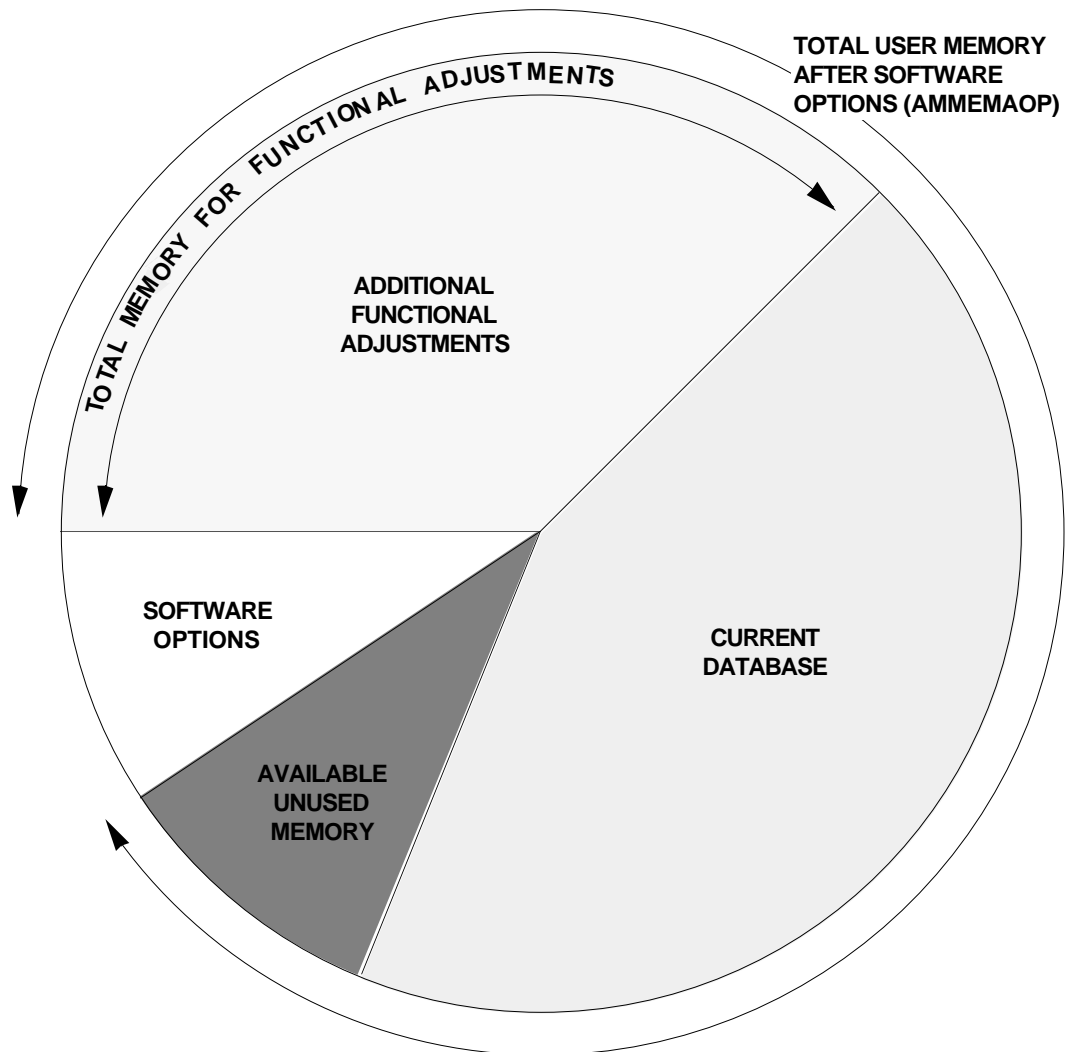 TOTAL USER MEMORY
AFTER SOFTWARE
OPTIONS (AMMEMAOP)
TOTAL MEMORY FOR FUNCTIONAL ADJUSTMENTS
ADDITIONAL
FUNCTIONAL
ADJUSTMENTS
SOFTWARE
OPTIONS
CURRENT
DATABASE
AVAILABLE
UNUSED
MEMORY